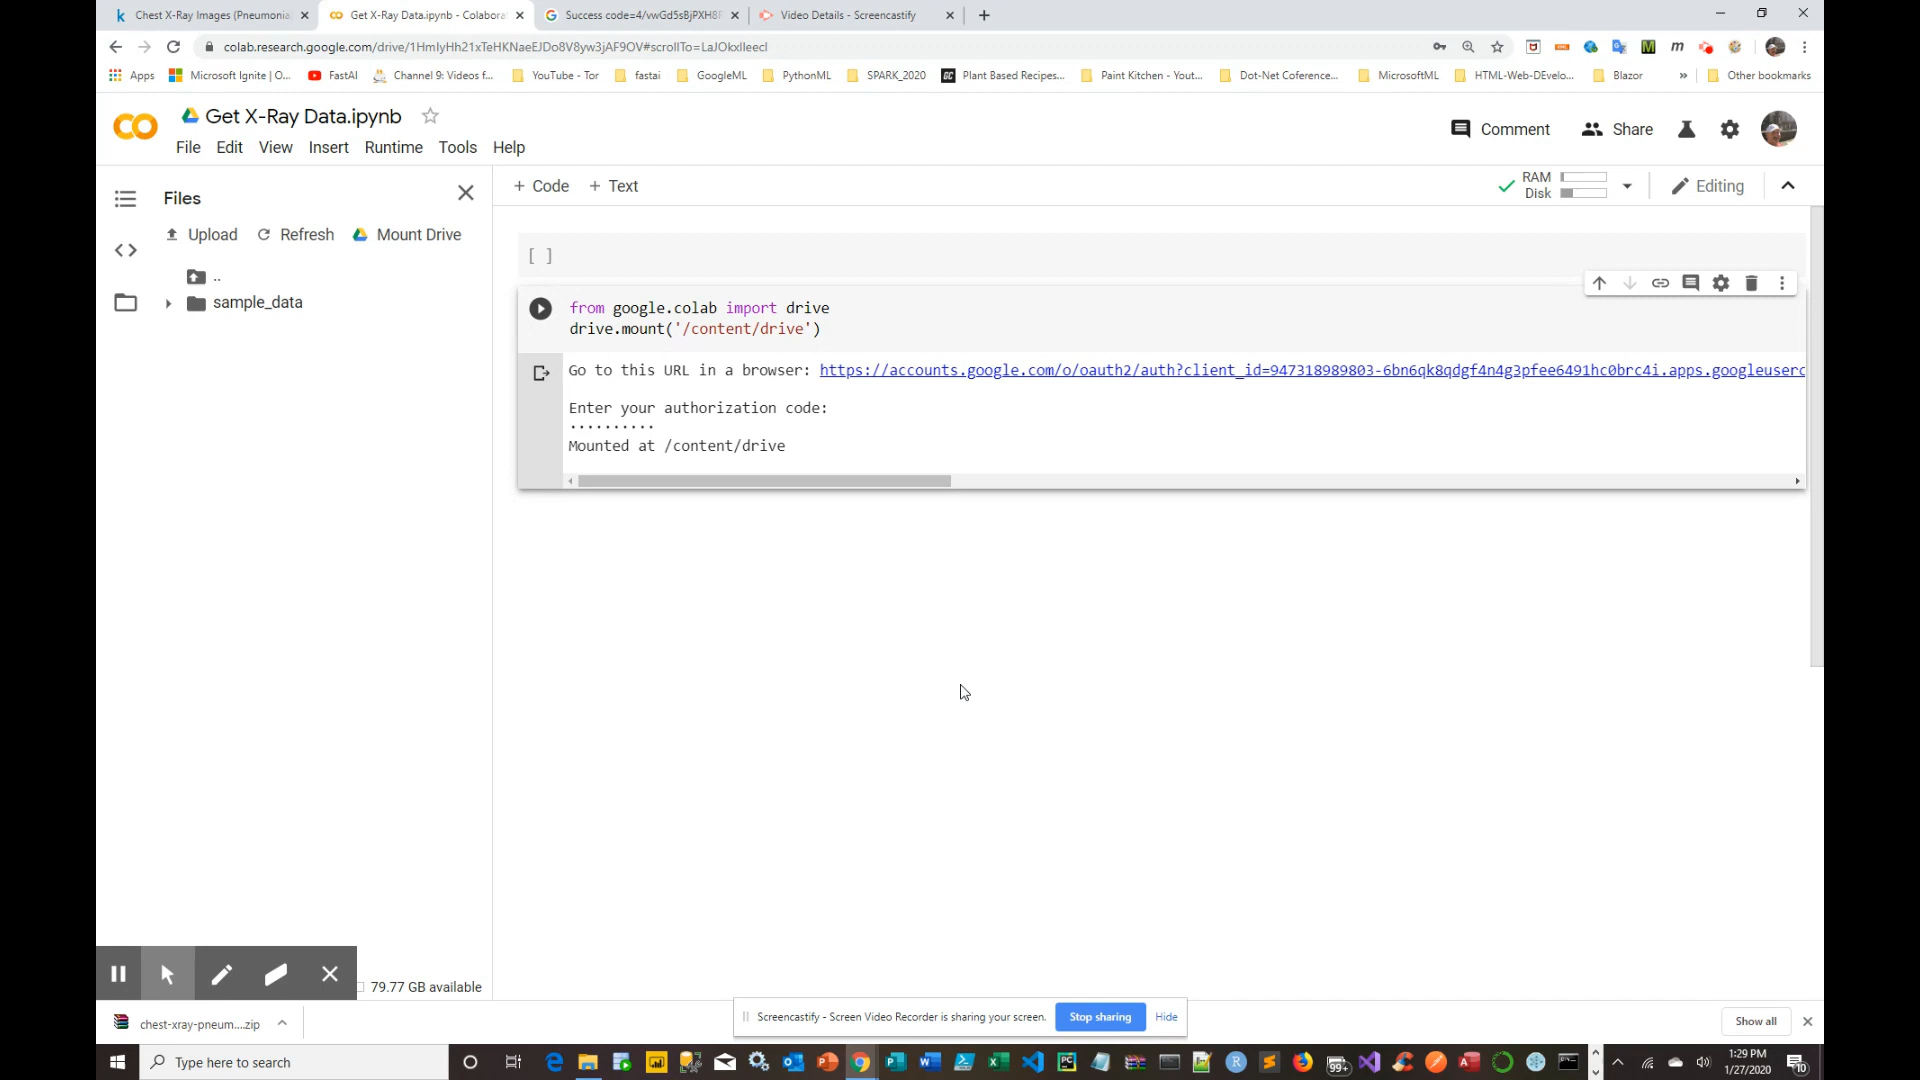 Chest X-Ray Images (Pneumonia
Get X-Ray Data.ipynb - Colabora
Success code=4/vwGd5sBjPXH8F
Video Details - Screencastify
colab.research.google.com/drive/1HmIyHh21xTeHKNaeEJDo8V8yw3jAF9OV#scrollTo=LaJOkxlIeecl
Apps
Microsoft Ignite | O...
FastAI
Channel 9: Videos f...
YouTube - Tor
fastai
GoogleML
PythonML
SPARK_2020
Plant Based Recipes...
Paint Kitchen - Yout...
Dot-Net Coference...
MicrosoftML
HTML-Web-DEvelo...
Blazor
»
Other bookmarks
Get X-Ray Data.ipynb
File Edit View Insert Runtime Tools Help
Comment
Share
Files
Upload
Refresh
Mount Drive
..
sample_data
+ Code
+ Text
RAM
Disk
Editing
[ ]
from google.colab import drive
drive.mount('/content/drive')
Go to this URL in a browser: https://accounts.google.com/o/oauth2/auth?client_id=947318989803-6bn6qk8qdgf4n4g3pfee6491hc0brc4i.apps.googleuserc
Enter your authorization code:
··········
Mounted at /content/drive
79.77 GB available
chest-xray-pneum....zip
Screencastify - Screen Video Recorder is sharing your screen.
Stop sharing
Hide
Show all
Type here to search
99+
1:29 PM
1/27/2020
10